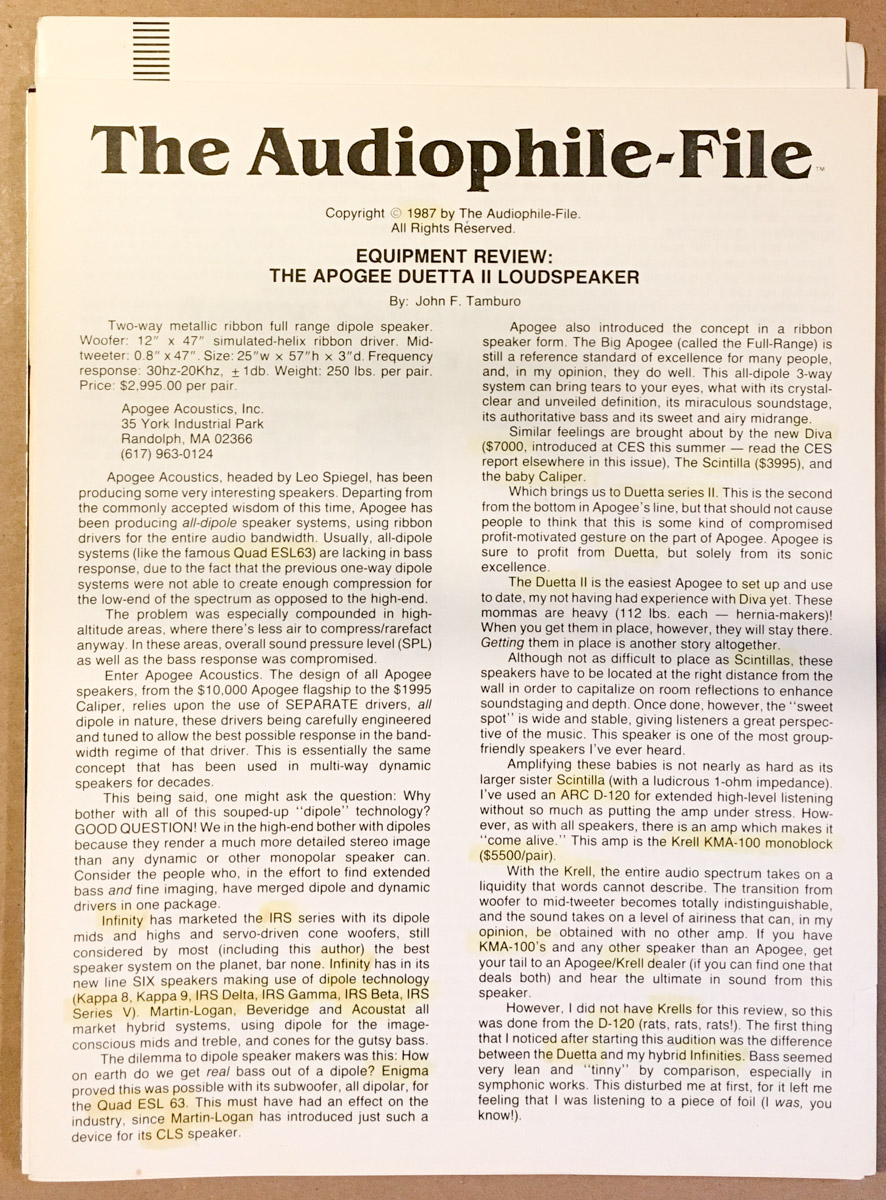 The Audiophile-File™
Copyright © 1987 by The Audiophile-File.
All Rights Reserved.
EQUIPMENT REVIEW:
THE APOGEE DUETTA II LOUDSPEAKER
By: John F. Tamburo
Two-way metallic ribbon full range dipole speaker.
Woofer: 12" x 47" simulated-helix ribbon driver. Mid-
tweeter: 0.8" x 47". Size: 25"w × 57"h × 3"d. Frequency
response: 30hz-20Khz, ±1db. Weight: 250 lbs. per pair.
Price: $2,995.00 per pair.
Apogee Acoustics, Inc.
35 York Industrial Park
Randolph, MA 02366
(617) 963-0124
Apogee Acoustics, headed by Leo Spiegel, has been
producing some very interesting speakers. Departing from
the commonly accepted wisdom of this time, Apogee has
been producing all-dipole speaker systems, using ribbon
drivers for the entire audio bandwidth. Usually, all-dipole
systems (like the famous Quad ESL63) are lacking in bass
response, due to the fact that the previous one-way dipole
systems were not able to create enough compression for
the low-end of the spectrum as opposed to the high-end.
The problem was especially compounded in high-
altitude areas, where there's less air to compress/rarefact
anyway. In these areas, overall sound pressure level (SPL)
as well as the bass response was compromised.
Enter Apogee Acoustics. The design of all Apogee
speakers, from the $10,000 Apogee flagship to the $1995
Caliper, relies upon the use of SEPARATE drivers, all
dipole in nature, these drivers being carefully engineered
and tuned to allow the best possible response in the band-
width regime of that driver. This is essentially the same
concept that has been used in multi-way dynamic
speakers for decades.
This being said, one might ask the question: Why
bother with all of this souped-up "dipole" technology?
GOOD QUESTION! We in the high-end bother with dipoles
because they render a much more detailed stereo image
than any dynamic or other monopolar speaker can.
Consider the people who, in the effort to find extended
bass and fine imaging, have merged dipole and dynamic
drivers in one package.
Infinity has marketed the IRS series with its dipole
mids and highs and servo-driven cone woofers, still
considered by most (including this author) the best
speaker system on the planet, bar none. Infinity has in its
new line SIX speakers making use of dipole technology
(Kappa 8, Kappa 9, IRS Delta, IRS Gamma, IRS Beta, IRS
Series V). Martin-Logan, Beveridge and Acoustat all
market hybrid systems, using dipole for the image-
conscious mids and treble, and cones for the gutsy bass.
The dilemma to dipole speaker makers was this: How
on earth do we get real bass out of a dipole? Enigma
proved this was possible with its subwoofer, all dipolar, for
the Quad ESL 63. This must have had an effect on the
industry, since Martin-Logan has introduced just such a
device for its CLS speaker.
Apogee also introduced the concept in a ribbon
speaker form. The Big Apogee (called the Full-Range) is
still a reference standard of excellence for many people,
and, in my opinion, they do well. This all-dipole 3-way
system can bring tears to your eyes, what with its crystal-
clear and unveiled definition, its miraculous soundstage,
its authoritative bass and its sweet and airy midrange.
Similar feelings are brought about by the new Diva
($7000, introduced at CES this summer — read the CES
report elsewhere in this issue), The Scintilla ($3995), and
the baby Caliper.
Which brings us to Duetta series II. This is the second
from the bottom in Apogee's line, but that should not cause
people to think that this is some kind of compromised
profit-motivated gesture on the part of Apogee. Apogee is
sure to profit from Duetta, but solely from its sonic
excellence.
The Duetta II is the easiest Apogee to set up and use
to date, my not having had experience with Diva yet. These
mommas are heavy (112 lbs. each — hernia-makers)!
When you get them in place, however, they will stay there.
Getting them in place is another story altogether.
Although not as difficult to place as Scintillas, these
speakers have to be located at the right distance from the
wall in order to capitalize on room reflections to enhance
soundstaging and depth. Once done, however, the "sweet
spot" is wide and stable, giving listeners a great perspec-
tive of the music. This speaker is one of the most group-
friendly speakers I've ever heard.
Amplifying these babies is not nearly as hard as its
larger sister Scintilla (with a ludicrous 1-ohm impedance).
I've used an ARC D-120 for extended high-level listening
without so much as putting the amp under stress. How-
ever, as with all speakers, there is an amp which makes it
"come alive." This amp is the Krell KMA-100 monoblock
($5500/pair).
With the Krell, the entire audio spectrum takes on a
liquidity that words cannot describe. The transition from
woofer to mid-tweeter becomes totally indistinguishable,
and the sound takes on a level of airiness that can, in my
opinion, be obtained with no other amp. If you have
KMA-100's and any other speaker than an Apogee, get
your tail to an Apogee/Krell dealer (if you can find one that
deals both) and hear the ultimate in sound from this
speaker.
However, I did not have Krells for this review, so this
was done from the D-120 (rats, rats, rats!). The first thing
that I noticed after starting this audition was the difference
between the Duetta and my hybrid Infinities. Bass seemed
very lean and "tinny" by comparison, especially in
symphonic works. This disturbed me at first, for it left me
feeling that I was listening to a piece of foil (I was, you
know!).